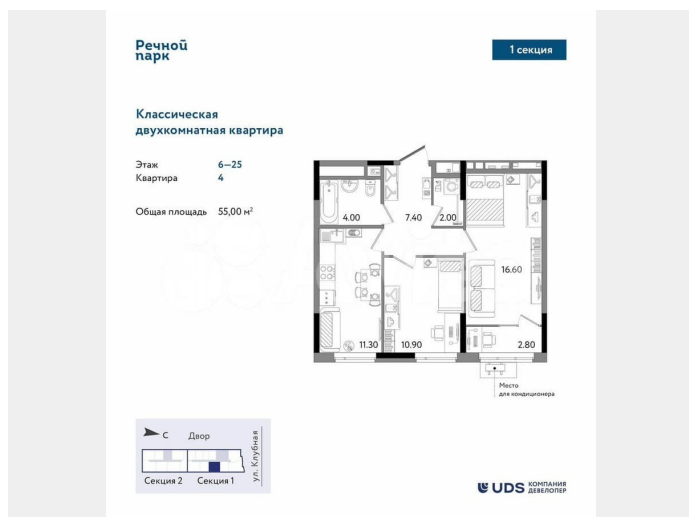 Речной
парк
1 секция
Классическая
двухкомнатная квартира
Этаж 6—25
Квартира 4
Общая площадь 55,00 м²
4.00
7.40
2.00
16.60
11.30
10.90
2.80
Место
для кондиционера
С Двор
ул. Клубная
Секция 2 Секция 1
UDS КОМПАНИЯ
ДЕВЕЛОПЕР